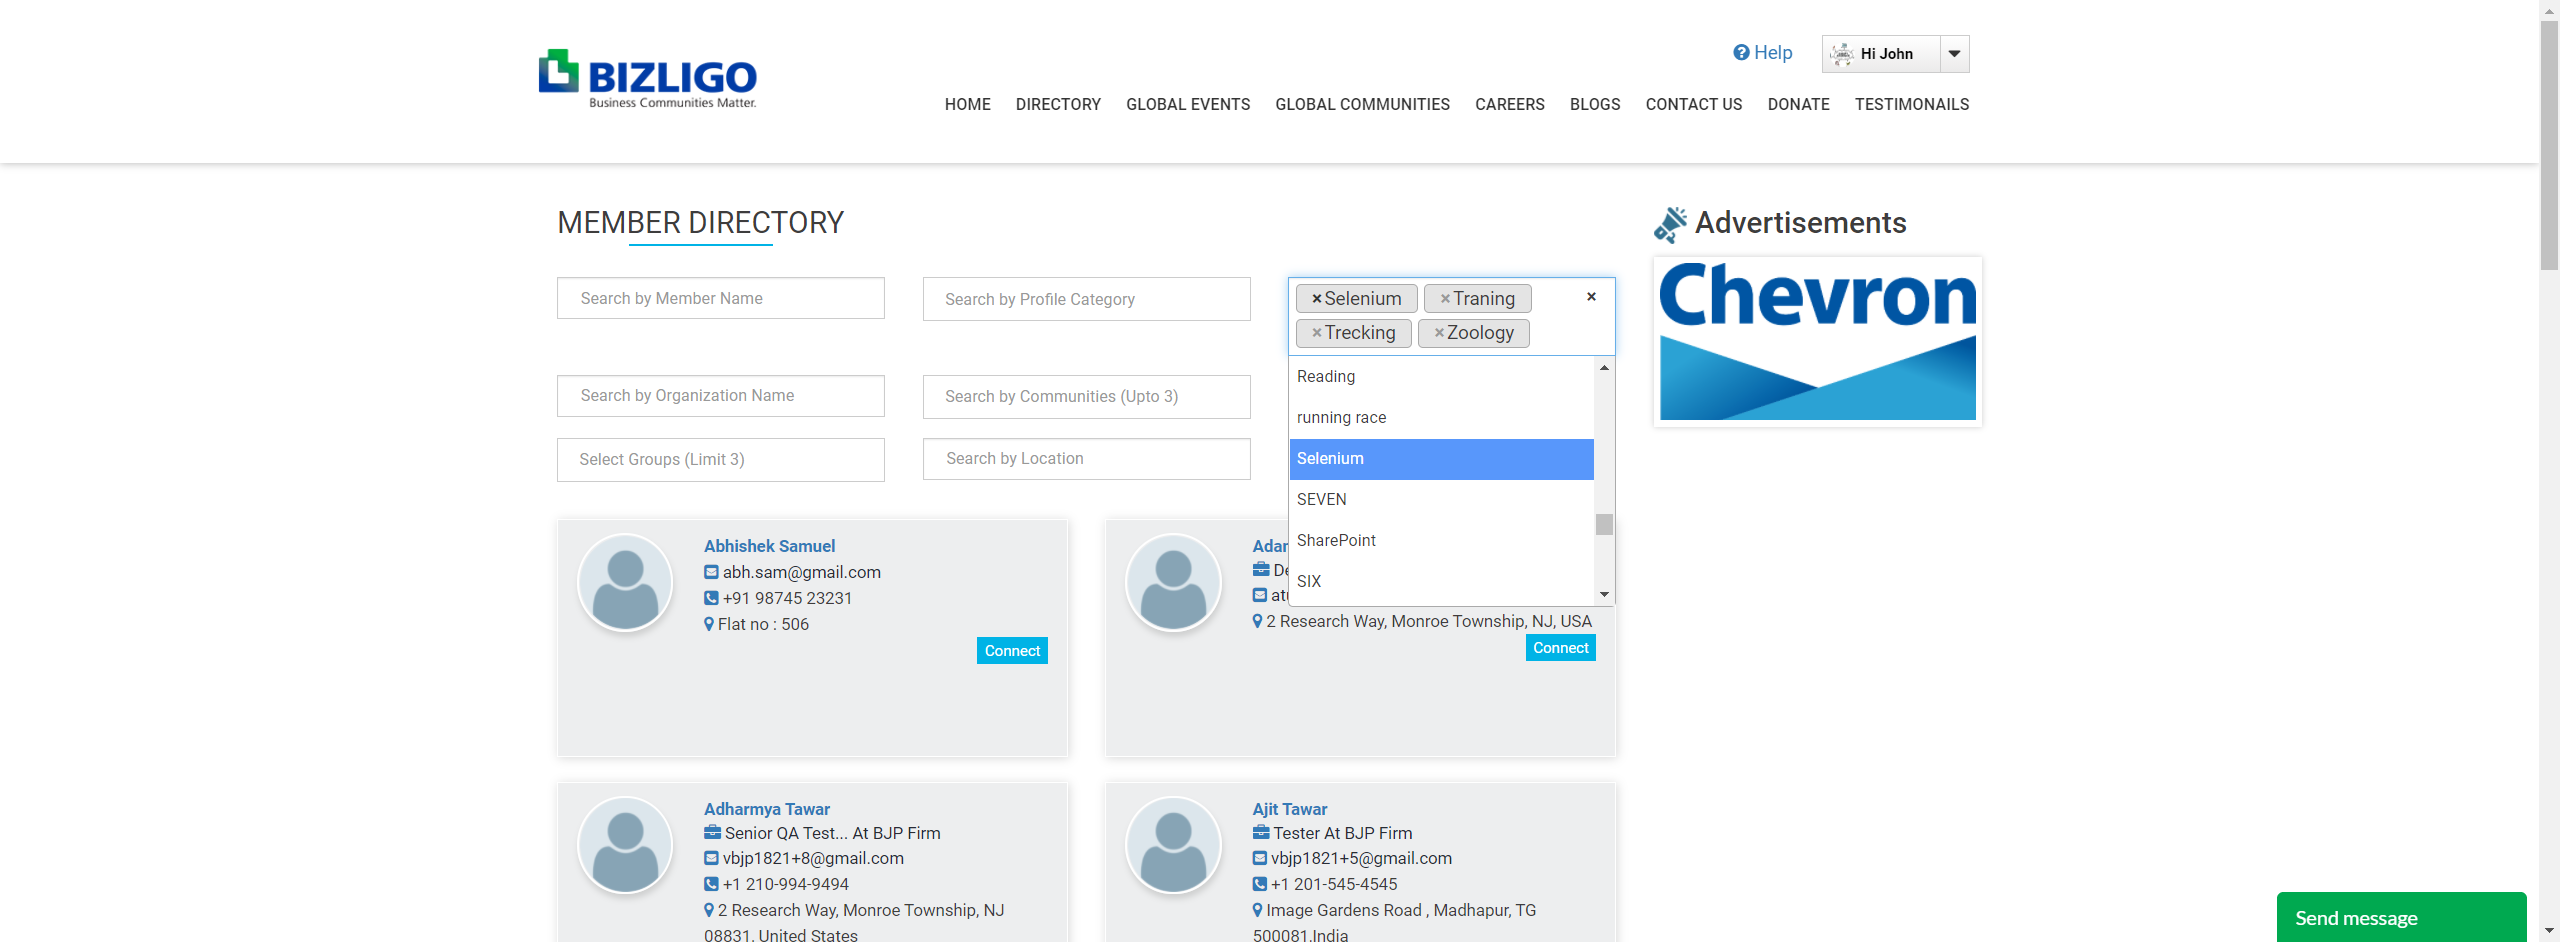 BIZLIGO
Business Communities Matter.
Help
Hi John
HOME DIRECTORY GLOBAL EVENTS GLOBAL COMMUNITIES CAREERS BLOGS CONTACT US DONATE TESTIMONAILS
MEMBER DIRECTORY
Advertisements
Chevron
Search by Member Name
Search by Profile Category
×Selenium ×Traning ×
×Trecking ×Zoology
Search by Organization Name
Search by Communities (Upto 3)
Select Groups (Limit 3)
Search by Location
Reading
running race
Selenium
SEVEN
SharePoint
SIX
Abhishek Samuel
abh.sam@gmail.com
+91 98745 23231
Flat no : 506
Connect
2 Research Way, Monroe Township, NJ, USA
Connect
Adharmya Tawar
Senior QA Test... At BJP Firm
vbjp1821+8@gmail.com
+1 210-994-9494
2 Research Way, Monroe Township, NJ
08831, United States
Ajit Tawar
Tester At BJP Firm
vbjp1821+5@gmail.com
+1 201-545-4545
Image Gardens Road , Madhapur, TG
500081,India
Send message